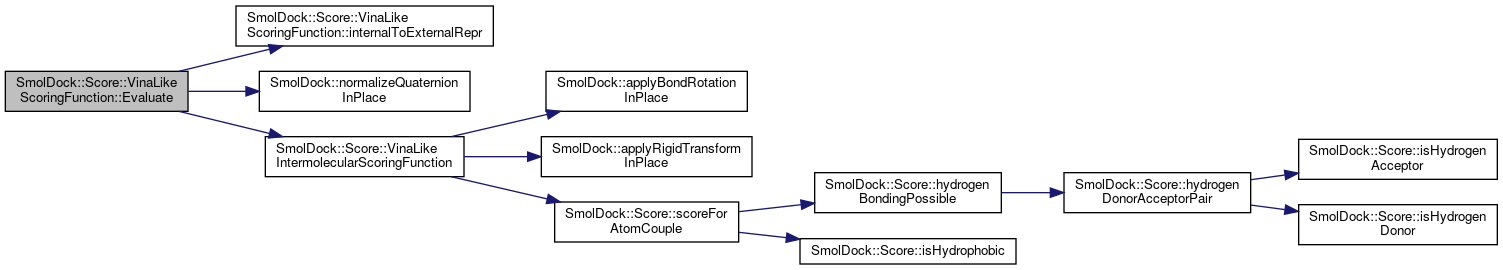 SmolDock::Score::VinaLike
ScoringFunction::Evaluate
SmolDock::Score::VinaLike
ScoringFunction::internalToExternalRepr
SmolDock::normalizeQuaternion
InPlace
SmolDock::Score::VinaLike
IntermolecularScoringFunction
SmolDock::applyBondRotation
InPlace
SmolDock::applyRigidTransform
InPlace
SmolDock::Score::scoreFor
AtomCouple
SmolDock::Score::hydrogen
BondingPossible
SmolDock::Score::isHydrophobic
SmolDock::Score::hydrogen
DonorAcceptorPair
SmolDock::Score::isHydrogen
Acceptor
SmolDock::Score::isHydrogen
Donor